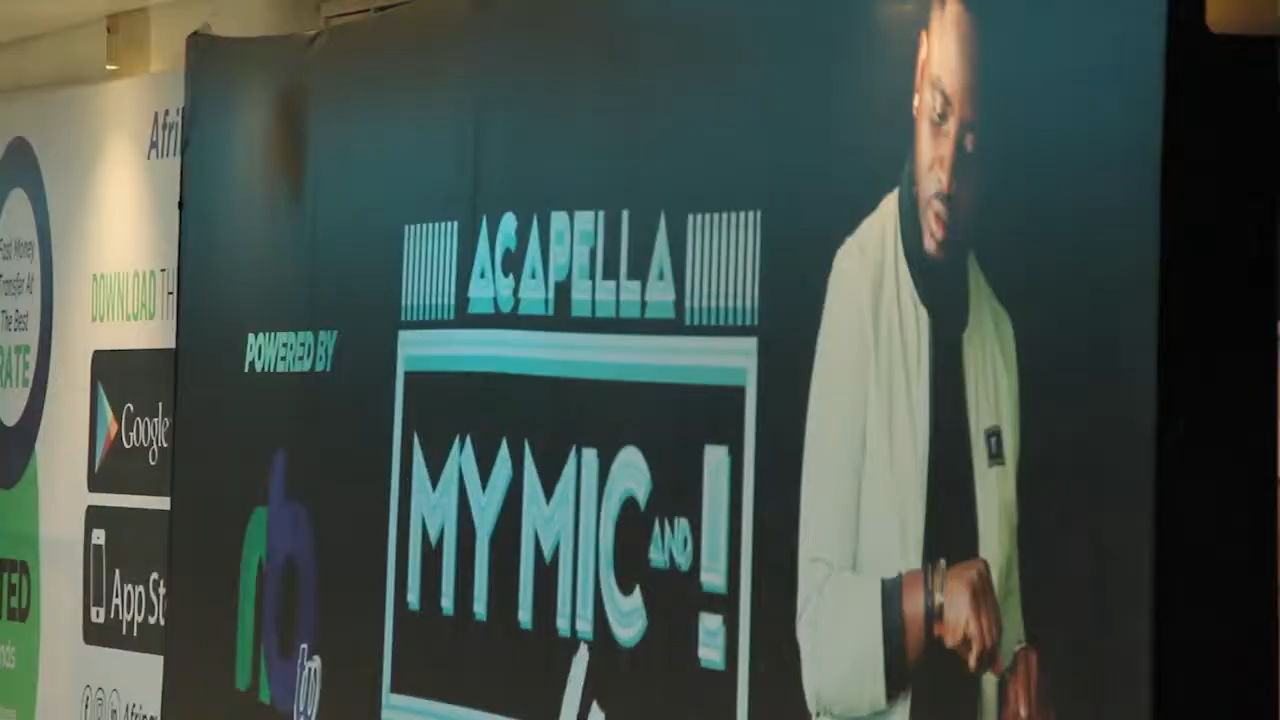 Afri
Fast Money
Transfer At
The Best
RATE
DOWNLOAD TH
Google
App St
TED
nds
POWERED BY
ACAPELLA
MY MIC AND !